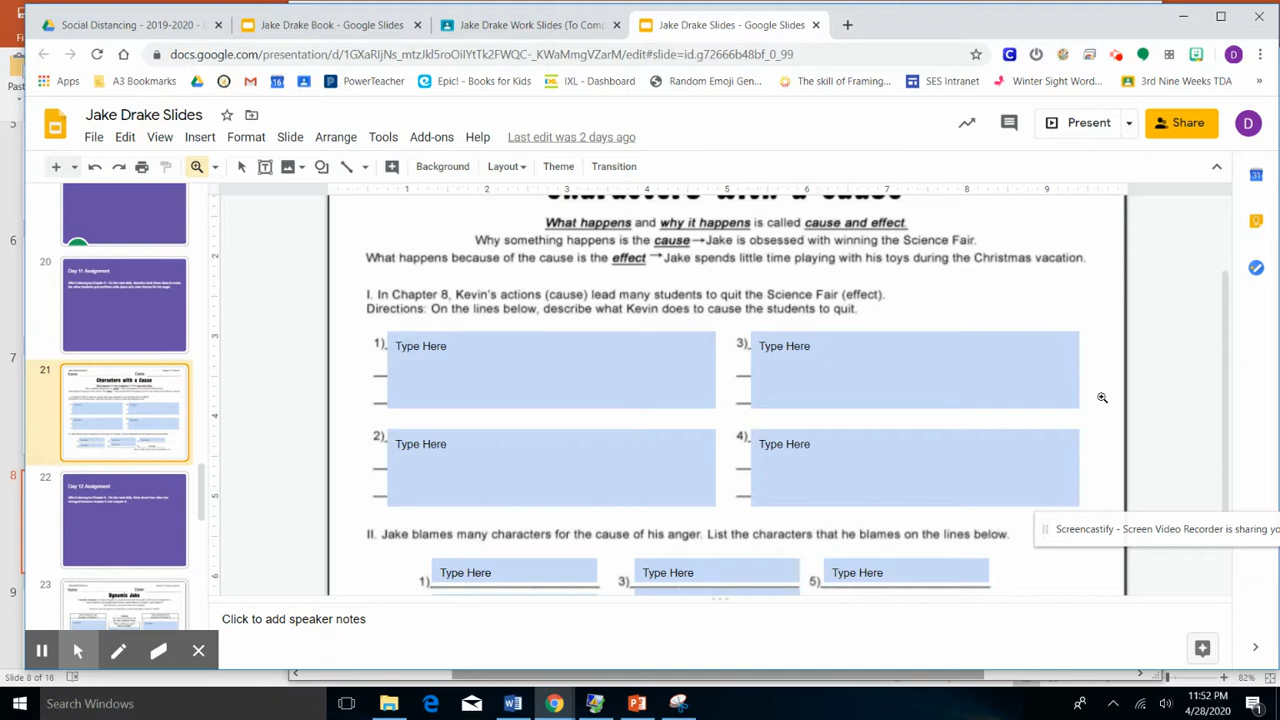 Social Distancing - 2019-2020 - G
Jake Drake Book - Google Slides
Jake Drake Work Slides (To Comp
Jake Drake Slides - Google Slides
docs.google.com/presentation/d/1GXaRIjNs_mtzJkl5roOjltYt2FWQC-_KWaMmgVZarM/edit#slide=id.g72666b48bf_0_99
Apps
A3 Bookmarks
PowerTeacher
Epic! - Books for Kids
IXL - Dashboard
Random Emoji Gen...
The skill of Framing...
SES Intranet
Winter Sight Word...
3rd Nine Weeks TDA
Jake Drake Slides
Present
Share
D
File Edit View Insert Format Slide Arrange Tools Add-ons Help Last edit was 2 days ago
Background Layout Theme Transition
Characters with a Cause
What happens and why it happens is called cause and effect.
Why something happens is the cause→Jake is obsessed with winning the Science Fair.
What happens because of the cause is the effect →Jake spends little time playing with his toys during the Christmas vacation.
I. In Chapter 8, Kevin's actions (cause) lead many students to quit the Science Fair (effect).
Directions: On the lines below, describe what Kevin does to cause the students to quit.
1) Type Here
3) Type Here
2) Type Here
4) Type Here
II. Jake blames many characters for the cause of his anger. List the characters that he blames on the lines below.
1) Type Here 3) Type Here 5) Type Here
20
Day 11 Assignment
21
Characters with a Cause
22
Day 12 Assignment
23
Dynamic Jake
Screencastify - Screen Video Recorder is sharing yo
Click to add speaker notes
Slide 8 of 18
82%
Search Windows
11:52 PM
4/28/2020